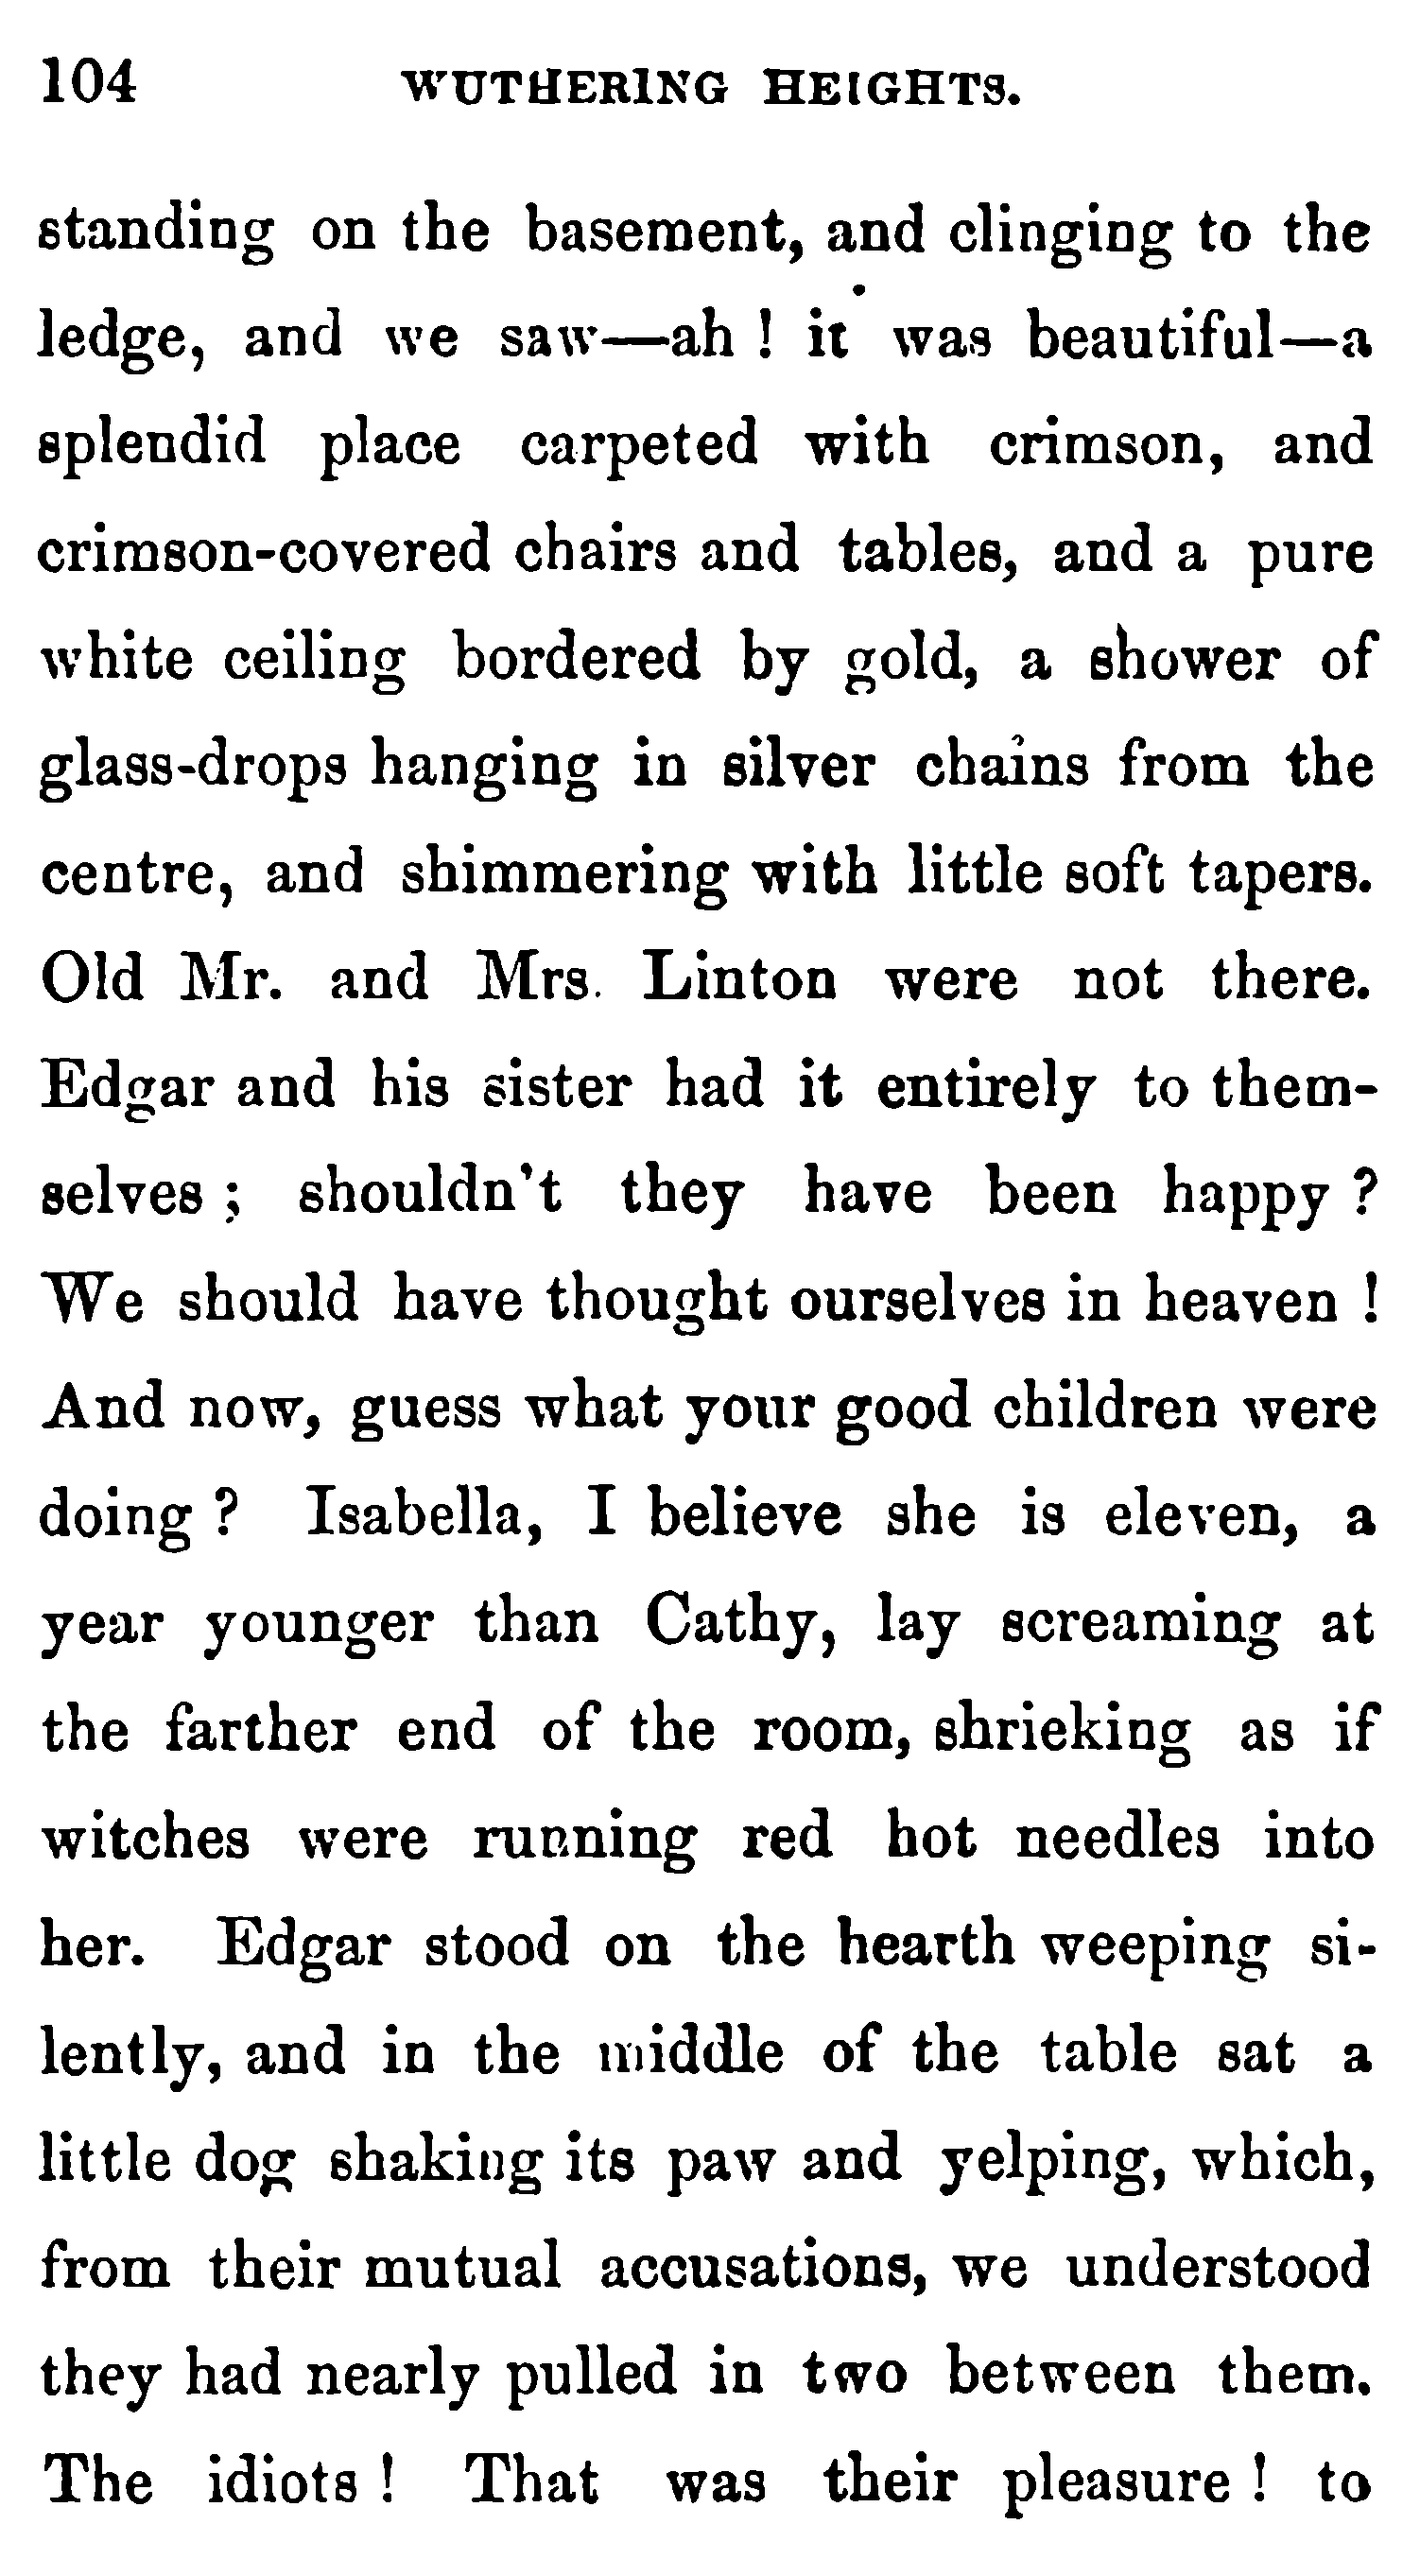 104 WUTHERING HEIGHTS.
standing on the basement, and clinging to the
ledge, and we saw—ah ! it was beautiful—a
splendid place carpeted with crimson, and
crimson-covered chairs and tables, and a pure
white ceiling bordered by gold, a shower of
glass-drops hanging in silver chains from the
centre, and shimmering with little soft tapers.
Old Mr. and Mrs. Linton were not there.
Edgar and his sister had it entirely to them-
selves ; shouldn't they have been happy ?
We should have thought ourselves in heaven !
And now, guess what your good children were
doing ? Isabella, I believe she is eleven, a
year younger than Cathy, lay screaming at
the farther end of the room, shrieking as if
witches were running red hot needles into
her. Edgar stood on the hearth weeping si-
lently, and in the middle of the table sat a
little dog shaking its paw and yelping, which,
from their mutual accusations, we understood
they had nearly pulled in two between them.
The idiots ! That was their pleasure ! to